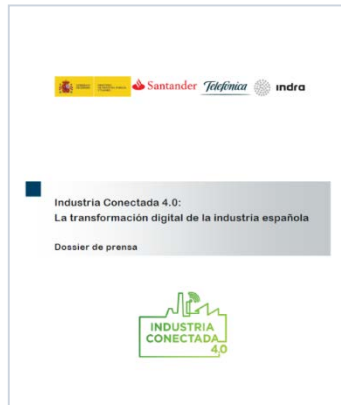 Santander Telefónica indra
Industria Conectada 4.0:
La transformación digital de la industria española
Dossier de prensa
INDUSTRIA
CONECTADA
4,0